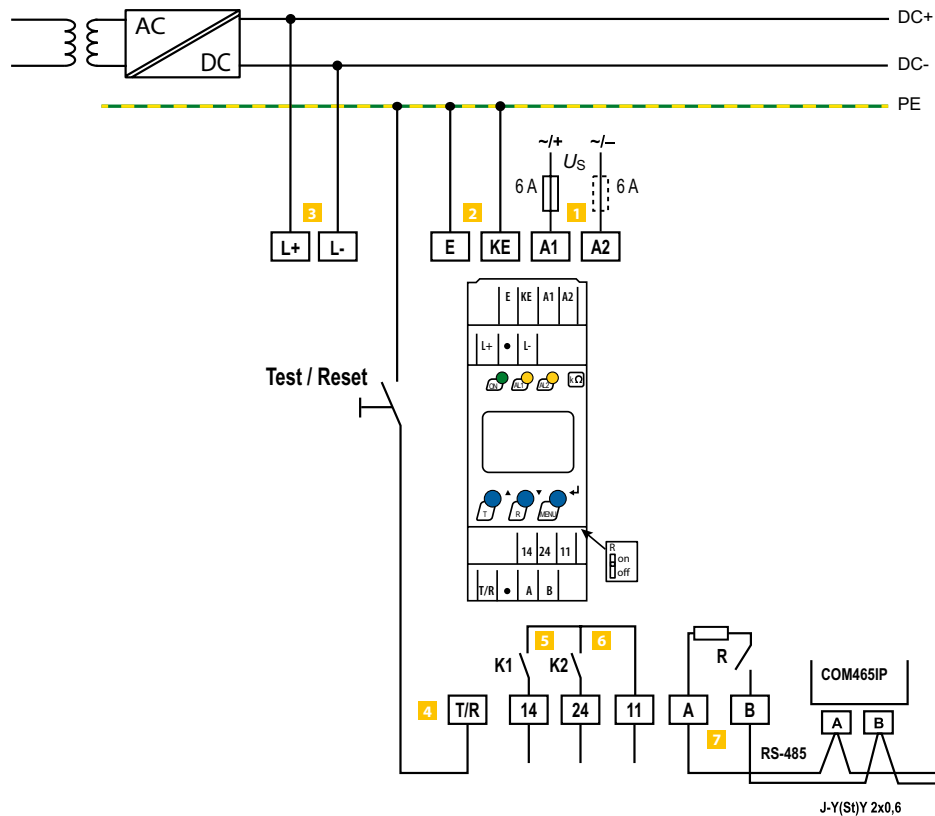 AC
DC
DC+
DC-
PE
~/+
~/–
US
6 A
6 A
3
2
1
L+
L-
E
KE
A1
A2
E KE A1 A2
L+ L-
ON AL1 AL2 kΩ
Test / Reset
T R MENU
14 24 11
R
on
off
T/R A B
5
6
K1
K2
R
COM465IP
4
T/R
14
24
11
A
B
7
A
B
RS-485
J-Y(St)Y 2x0,6